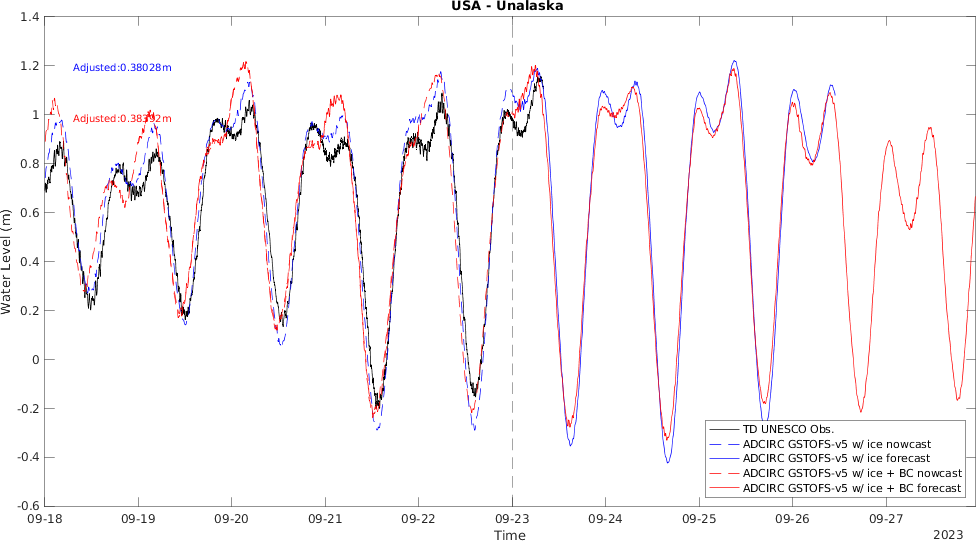 USA - Unalaska
1.4
1.2
1
0.8
0.6
0.4
0.2
0
-0.2
-0.4
-0.6
Water Level (m)
Adjusted:0.38028m
Adjusted:0.38392m
TD UNESCO Obs.
ADCIRC GSTOFS-v5 w/ ice nowcast
ADCIRC GSTOFS-v5 w/ ice forecast
ADCIRC GSTOFS-v5 w/ ice + BC nowcast
ADCIRC GSTOFS-v5 w/ ice + BC forecast
09-18 09-19 09-20 09-21 09-22 09-23 09-24 09-25 09-26 09-27
Time
2023